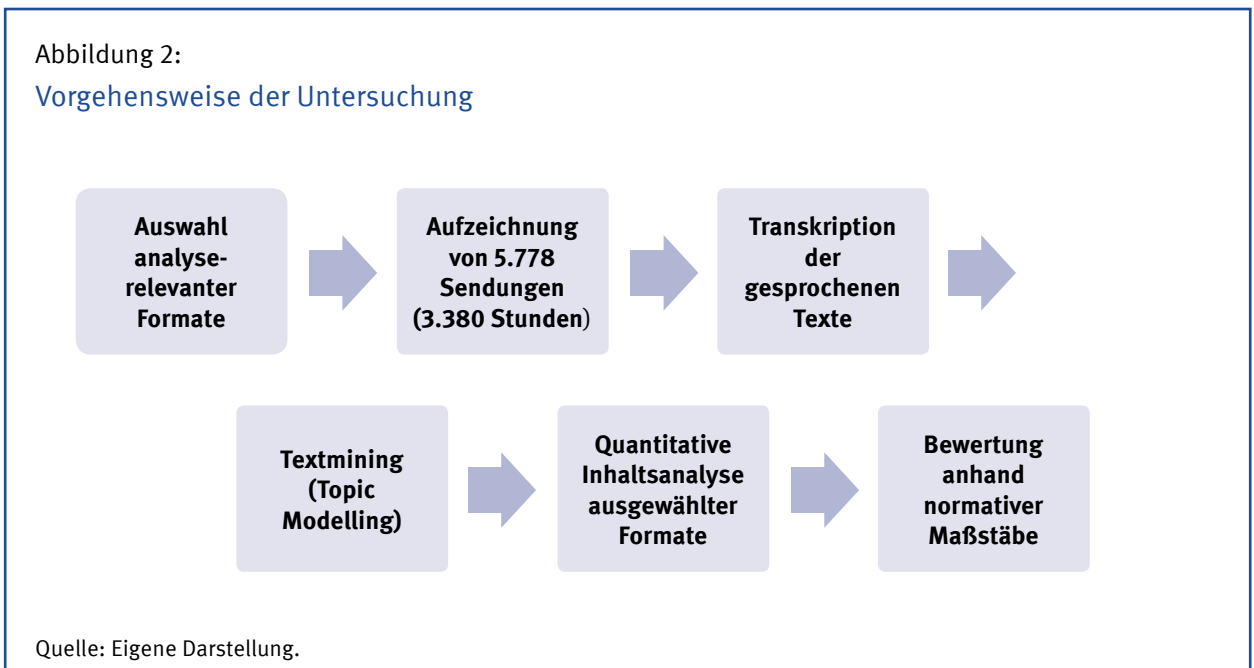 Abbildung 2:
Vorgehensweise der Untersuchung
Auswahl
analyse-
relevanter
Formate
Aufzeichnung
von 5.778
Sendungen
(3.380 Stunden)
Transkription
der
gesprochenen
Texte
Textmining
(Topic
Modelling)
Quantitative
Inhaltsanalyse
ausgewählter
Formate
Bewertung
anhand
normativer
Maßstäbe
Quelle: Eigene Darstellung.